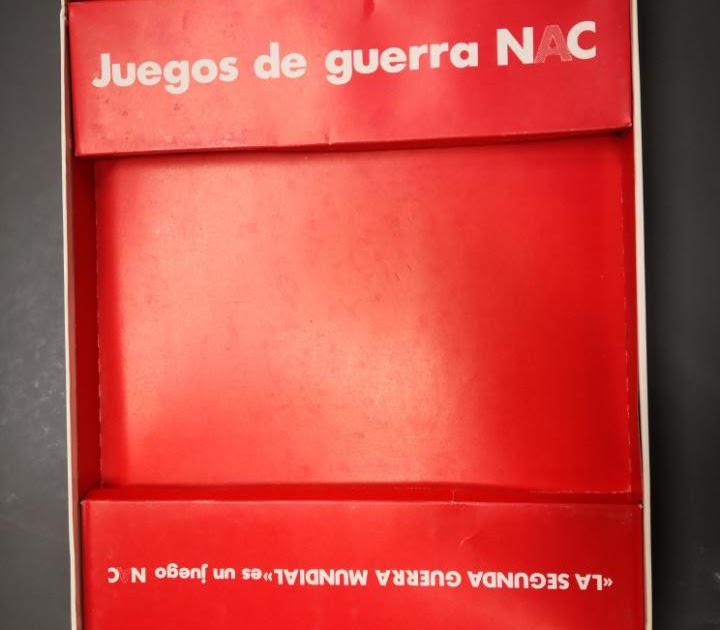 Juegos de guerra NAC
«LA SEGUNDA GUERRA MUNDIAL»es un juego NAC